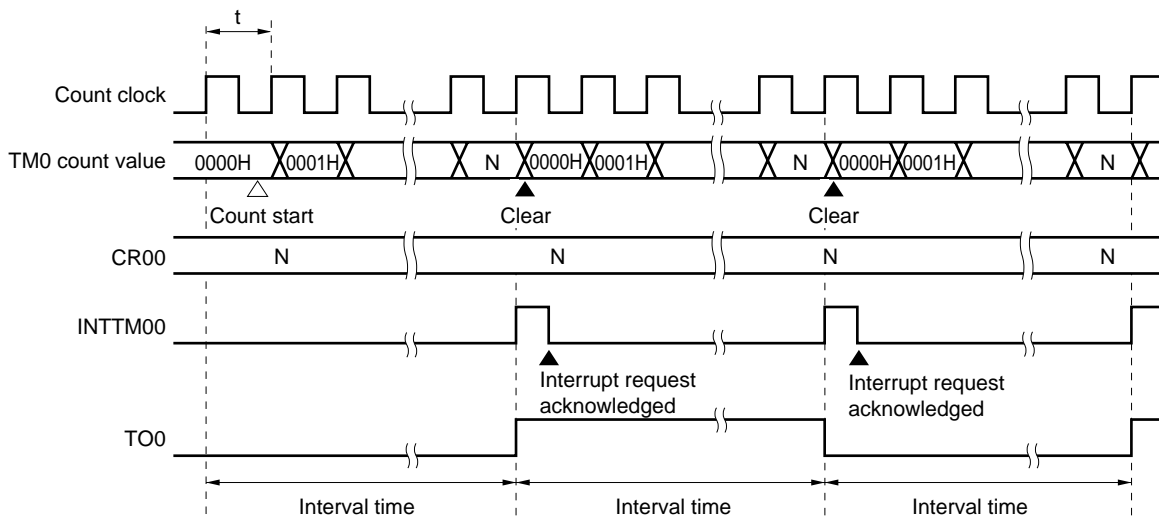 t
Count clock
TM0 count value
0000H 0001H N 0000H 0001H N 0000H 0001H N
Count start Clear Clear
CR00 N N N N
INTTM00
Interrupt request
acknowledged
Interrupt request
acknowledged
TO0
Interval time Interval time Interval time